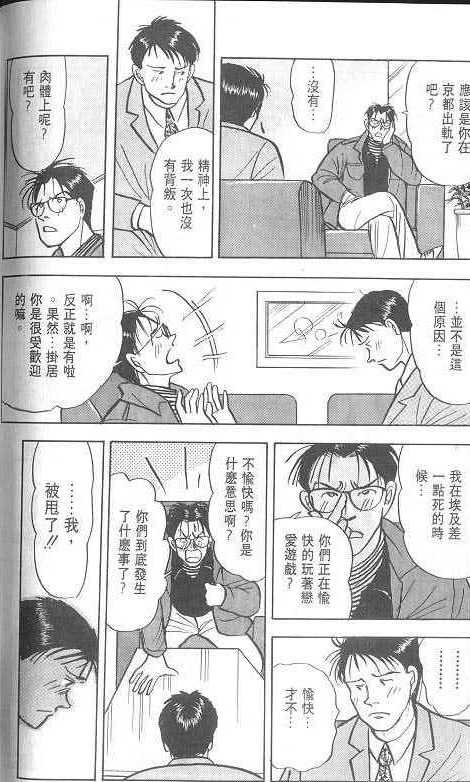 應該是你在
京都出軌了
吧？
…沒有…
精神上，
我一次也沒
有背叛。
肉體上呢？
有吧？
…並不是這
個原因…
啊…啊，
反正就是有啦
。果然…掛居
你是很受歡迎
的嘛。
我在埃及差
一點死的時
候…
你們正在愉
快的玩著戀
愛遊戲？
………
………
愉快…
才不…
不愉快嗎？你是
什麼意思啊？
你們到底發生
了什麼事了？
……我，
被甩了!!